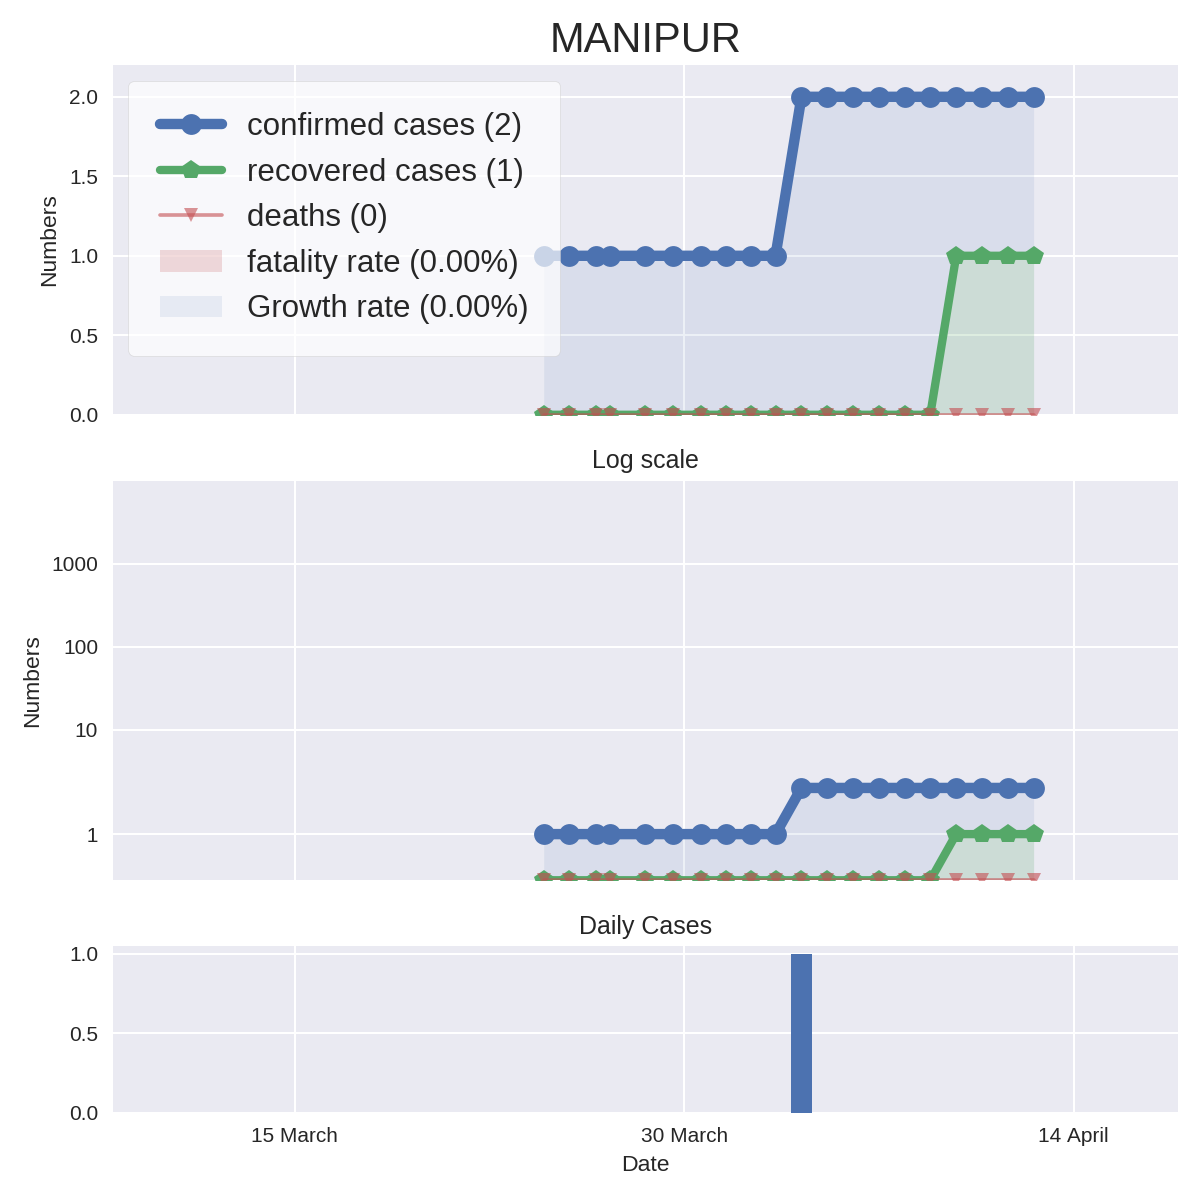 MANIPUR
2.0
1.5
1.0
0.5
0.0
Numbers
confirmed cases (2)
recovered cases (1)
deaths (0)
fatality rate (0.00%)
Growth rate (0.00%)
Log scale
1000
100
10
1
Numbers
Daily Cases
1.0
0.5
0.0
15 March
30 March
14 April
Date